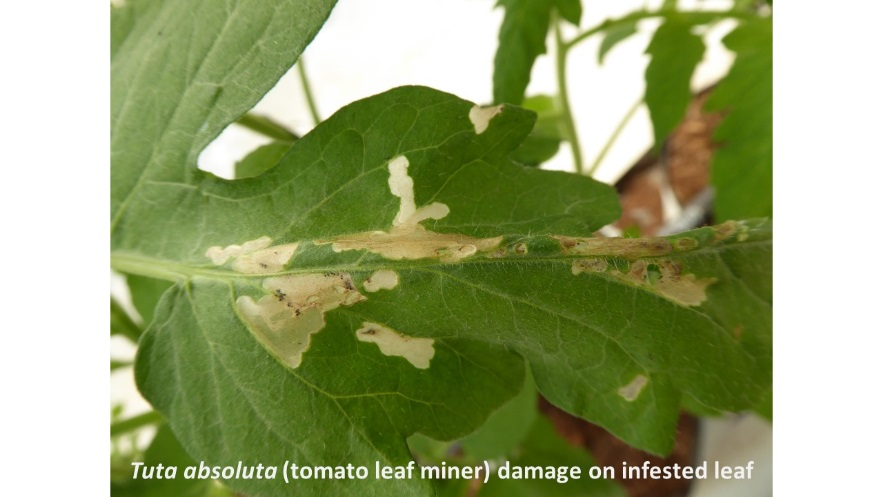 Tuta absoluta (tomato leaf miner) damage on infested leaf